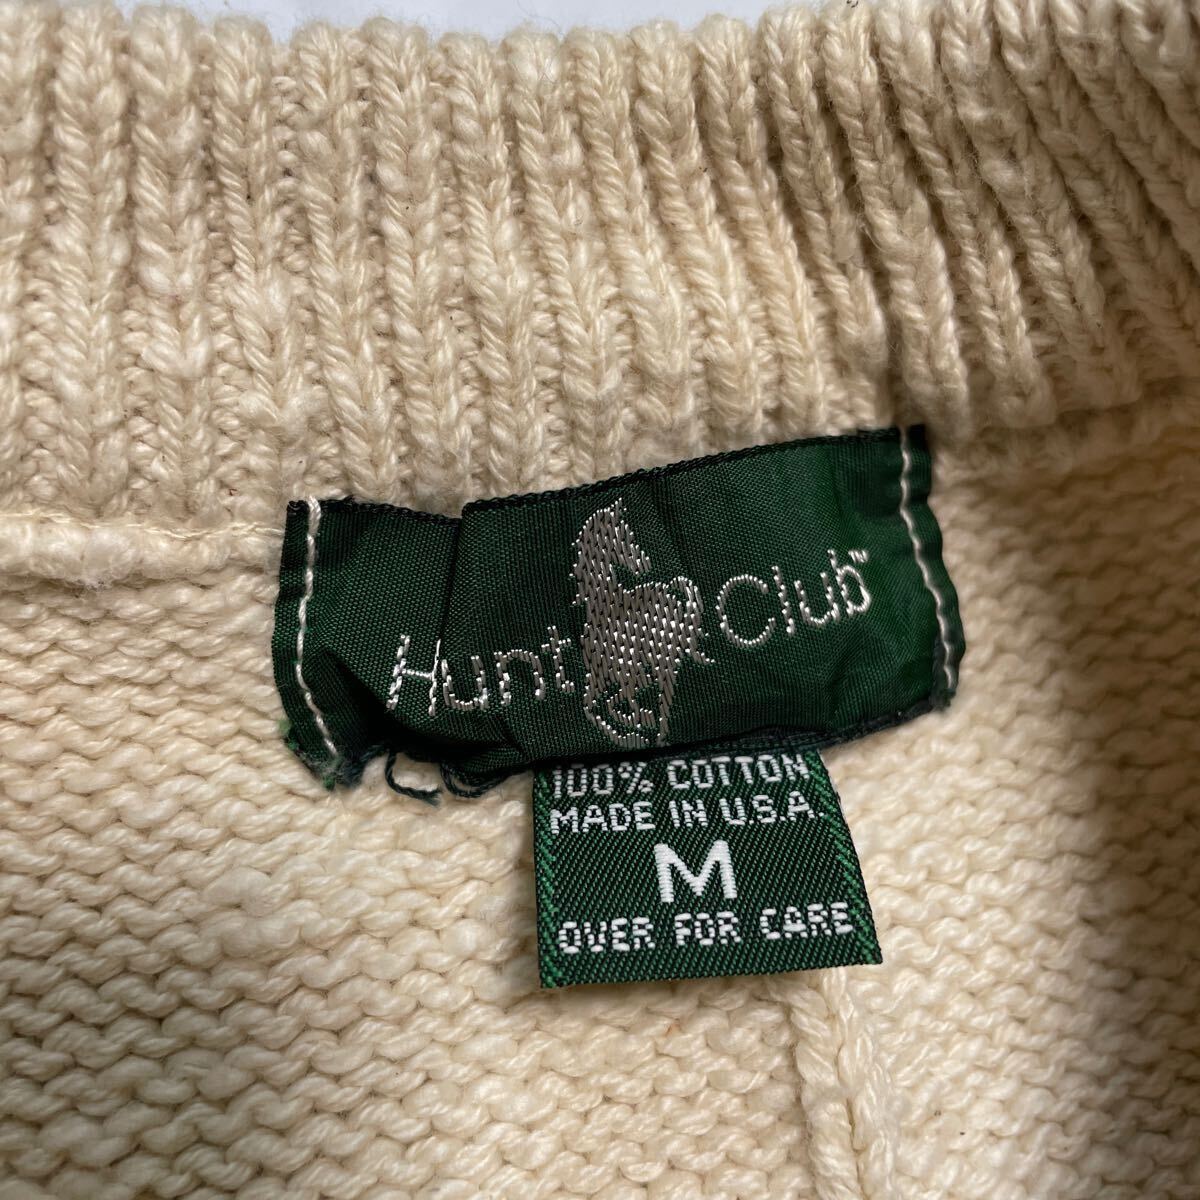 Hunt Club™
100% COTTON
MADE IN U.S.A.
M
OVER FOR CARE